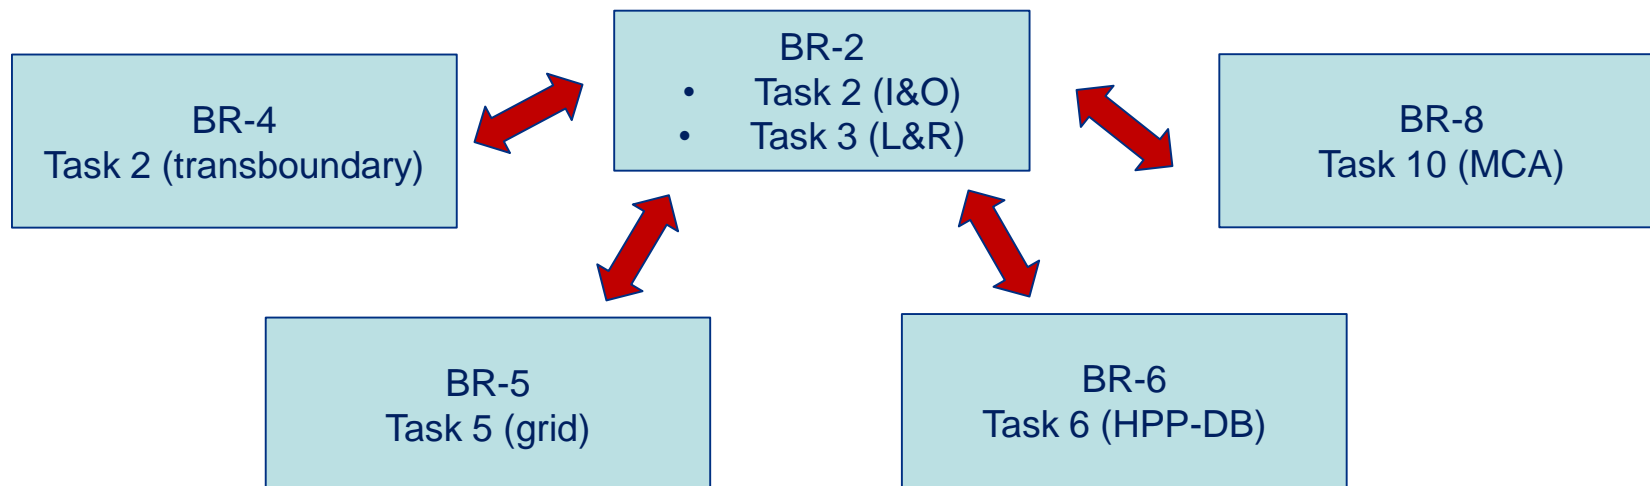 BR-2
• Task 2 (I&O)
• Task 3 (L&R)
BR-4
Task 2 (transboundary)
BR-8
Task 10 (MCA)
BR-5
Task 5 (grid)
BR-6
Task 6 (HPP-DB)